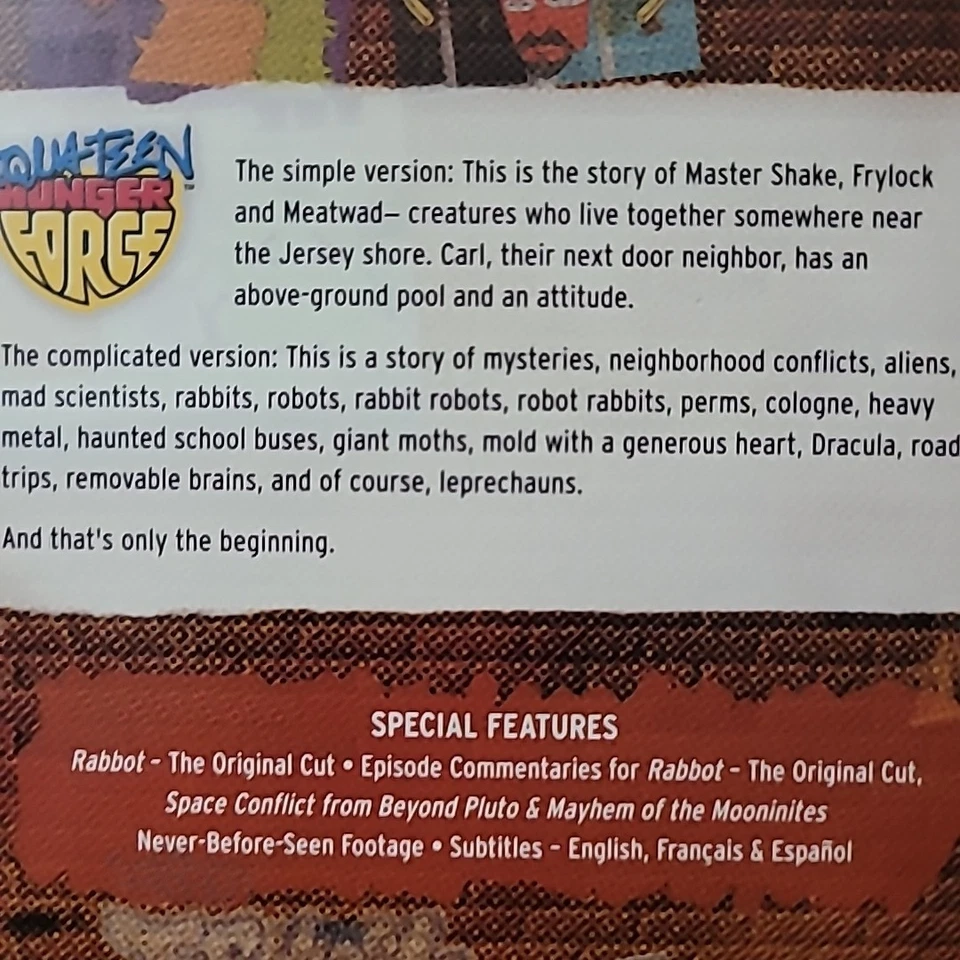 AQUA TEEN
HUNGER
FORCE
™
The simple version: This is the story of Master Shake, Frylock
and Meatwad– creatures who live together somewhere near
the Jersey shore. Carl, their next door neighbor, has an
above-ground pool and an attitude.
The complicated version: This is a story of mysteries, neighborhood conflicts, aliens,
mad scientists, rabbits, robots, rabbit robots, robot rabbits, perms, cologne, heavy
metal, haunted school buses, giant moths, mold with a generous heart, Dracula, road
trips, removable brains, and of course, leprechauns.
And that's only the beginning.
SPECIAL FEATURES
Rabbot – The Original Cut • Episode Commentaries for Rabbot – The Original Cut,
Space Conflict from Beyond Pluto & Mayhem of the Mooninites
Never-Before-Seen Footage • Subtitles – English, Français & Español